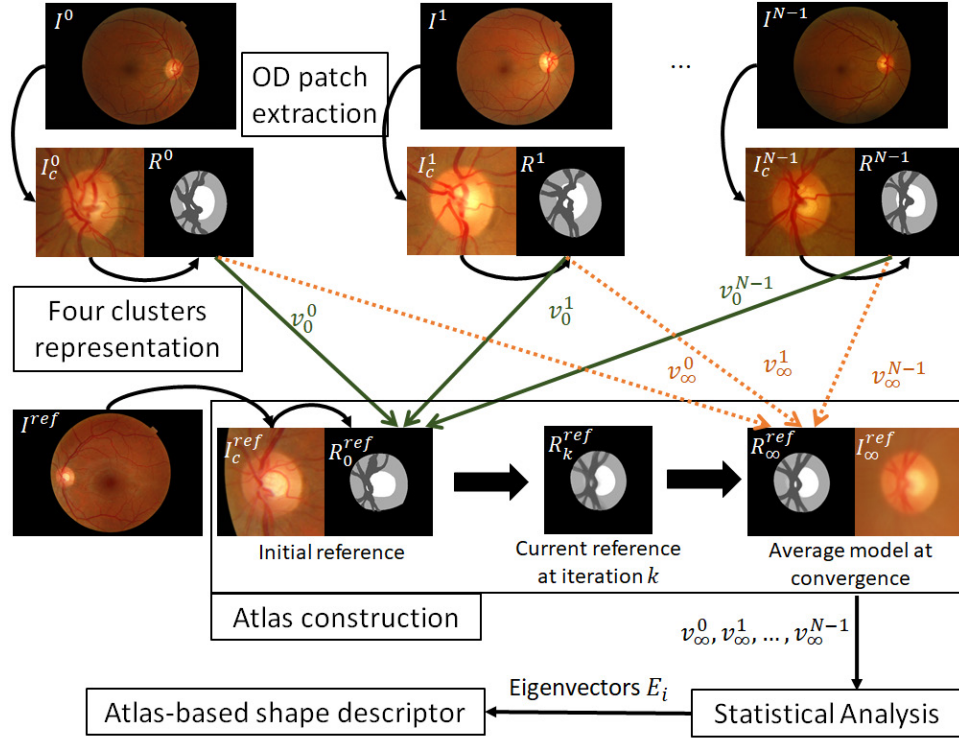 I^0
I^1
I^{N-1}
OD patch
extraction
...
I_c^0
R^0
I_c^1
R^1
I_c^{N-1}
R^{N-1}
Four clusters
representation
v_0^0
v_0^1
v_0^{N-1}
v_∞^0
v_∞^1
v_∞^{N-1}
I^{ref}
I_c^{ref}
R_0^{ref}
R_k^{ref}
R_∞^{ref}
I_∞^{ref}
Initial reference
Current reference
at iteration k
Average model at
convergence
Atlas construction
v_∞^0, v_∞^1, ..., v_∞^{N-1}
Eigenvectors E_i
Atlas-based shape descriptor
Statistical Analysis